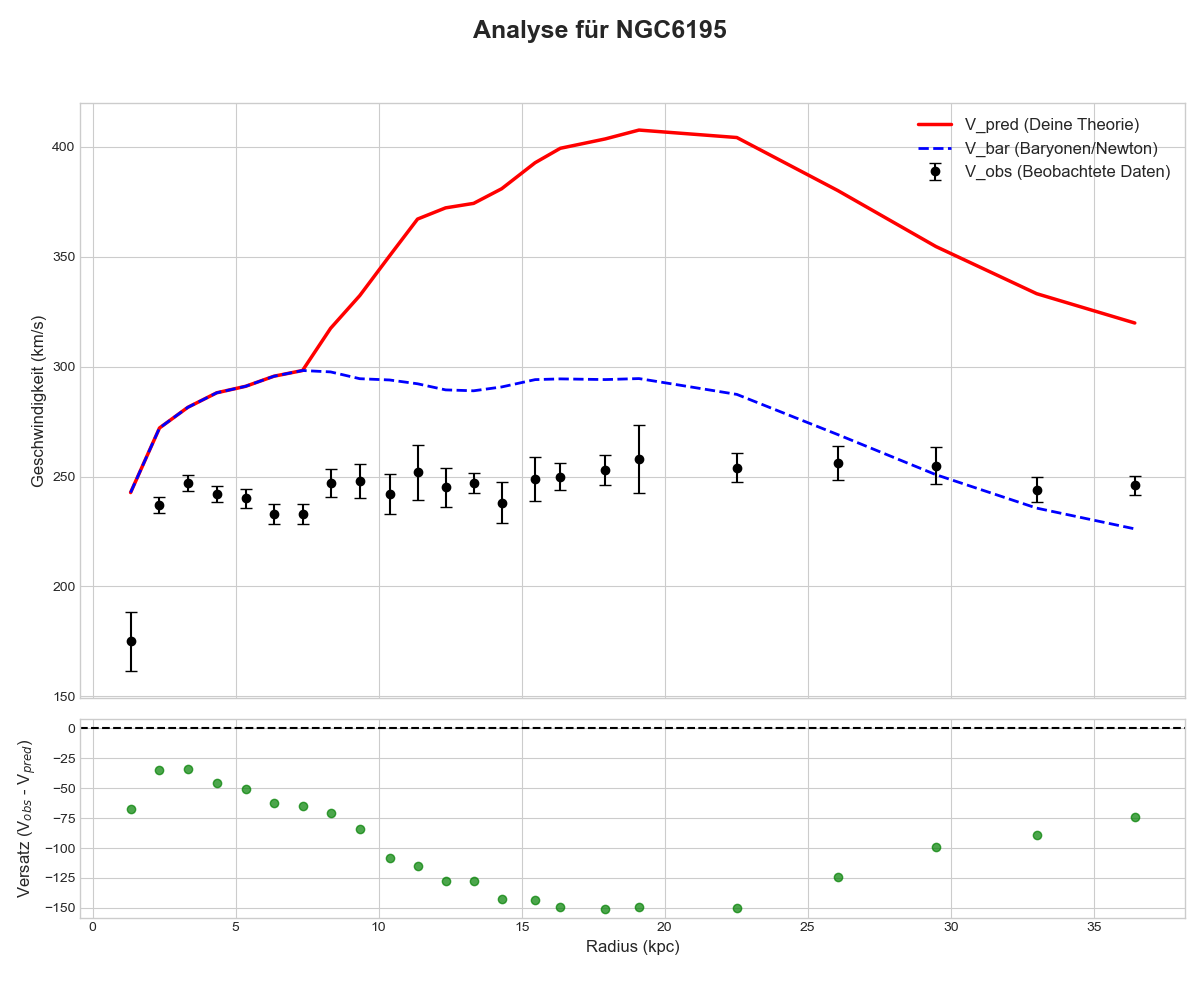 Analyse für NGC6195
V_pred (Deine Theorie)
V_bar (Baryonen/Newton)
V_obs (Beobachtete Daten)
Geschwindigkeit (km/s)
400
350
300
250
200
150
Versatz (V_obs - V_pred)
0
−25
−50
−75
−100
−125
−150
0 5 10 15 20 25 30 35
Radius (kpc)